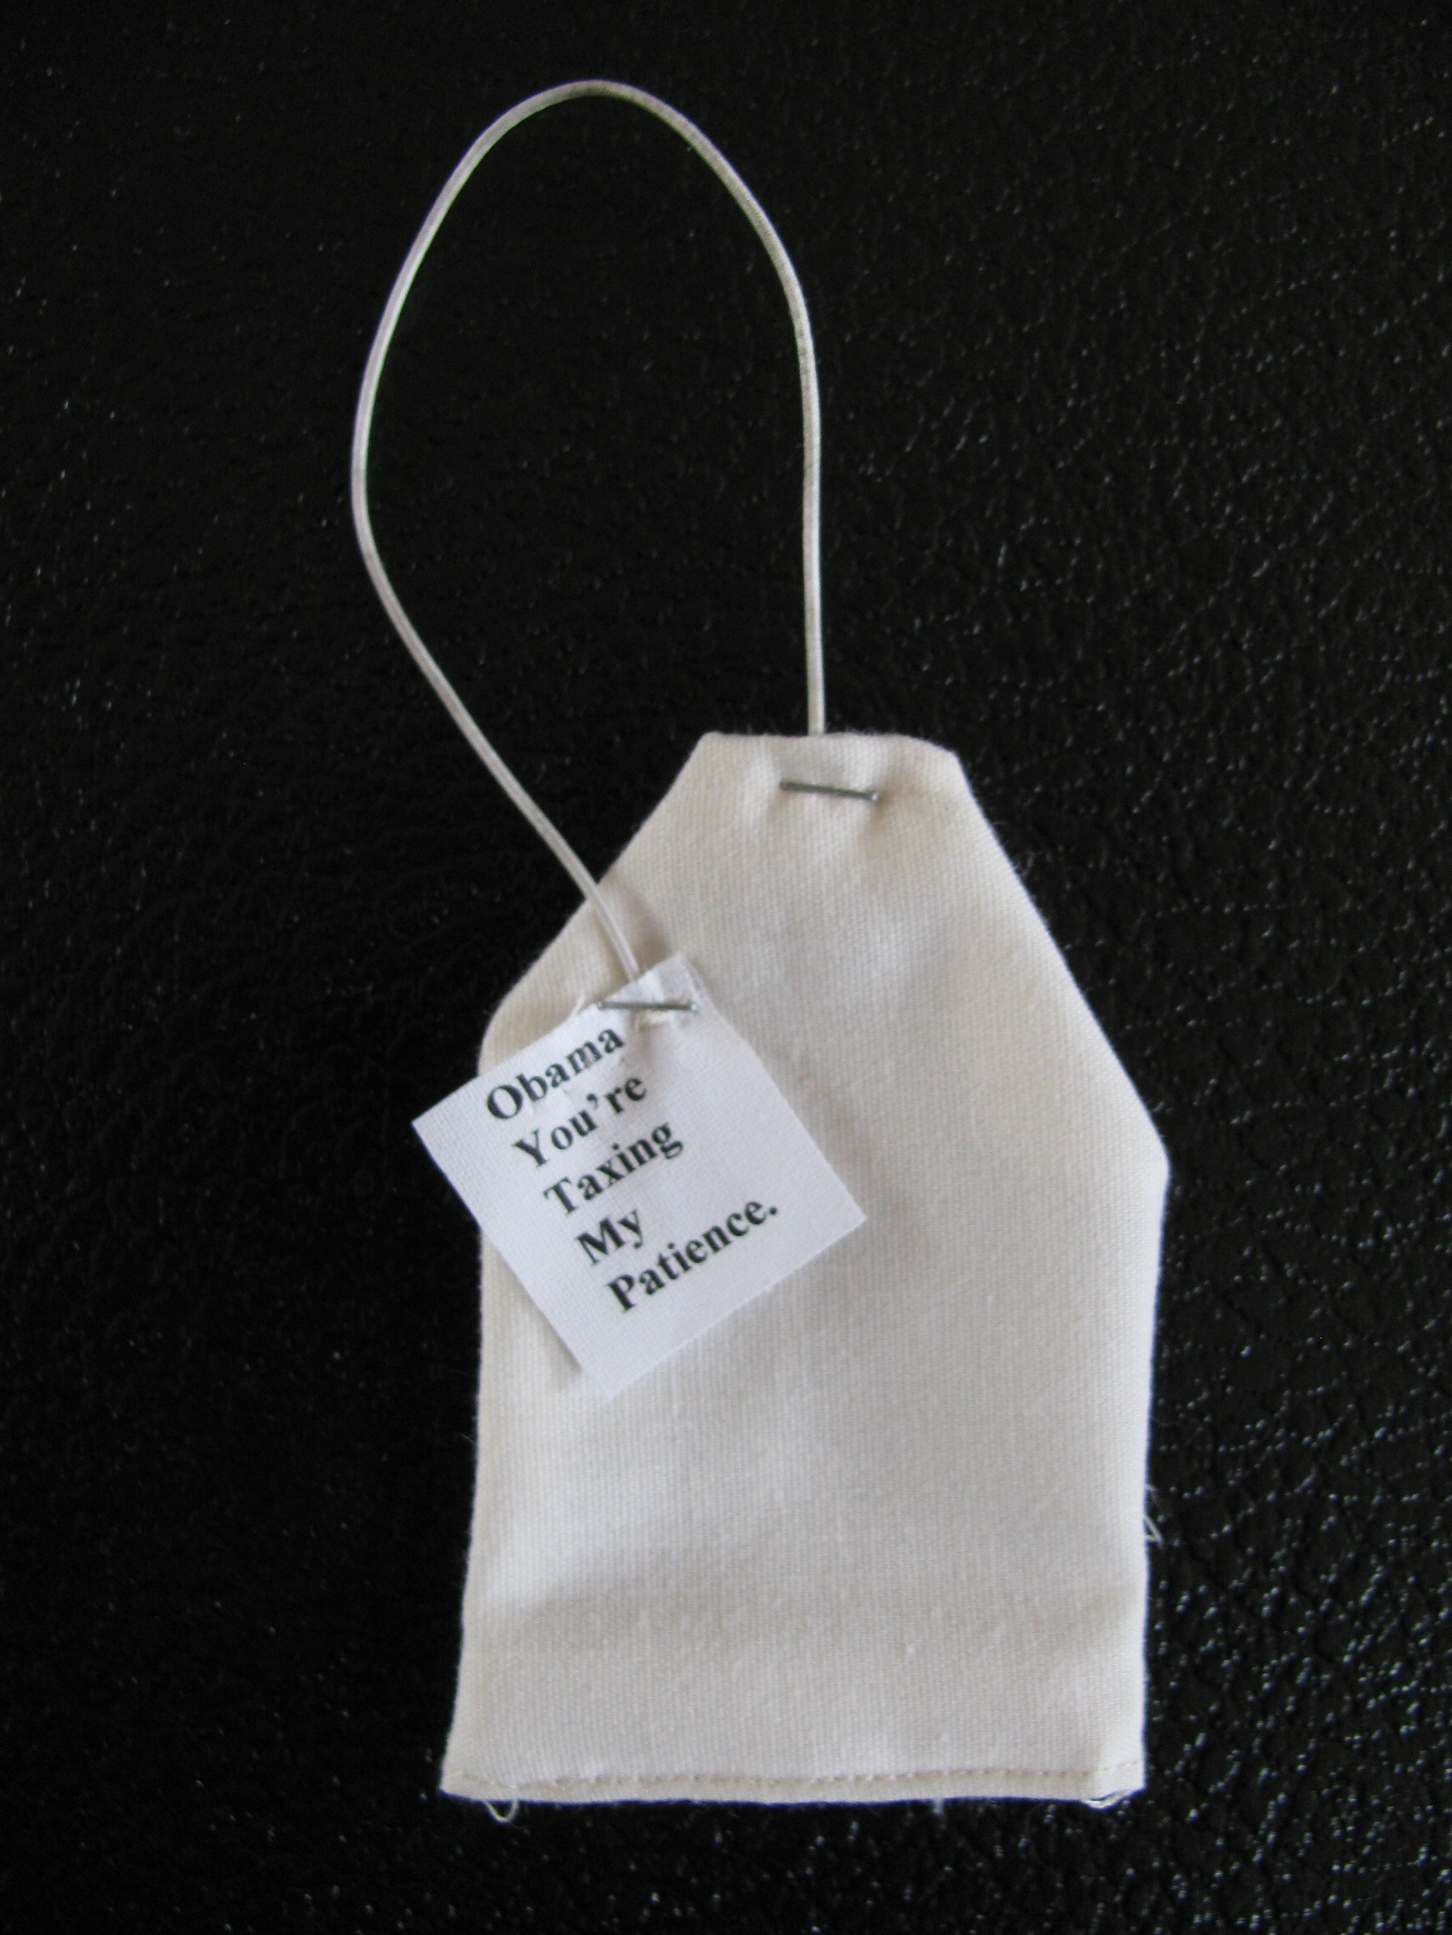 Obama
You're
Taxing
My
Patience.